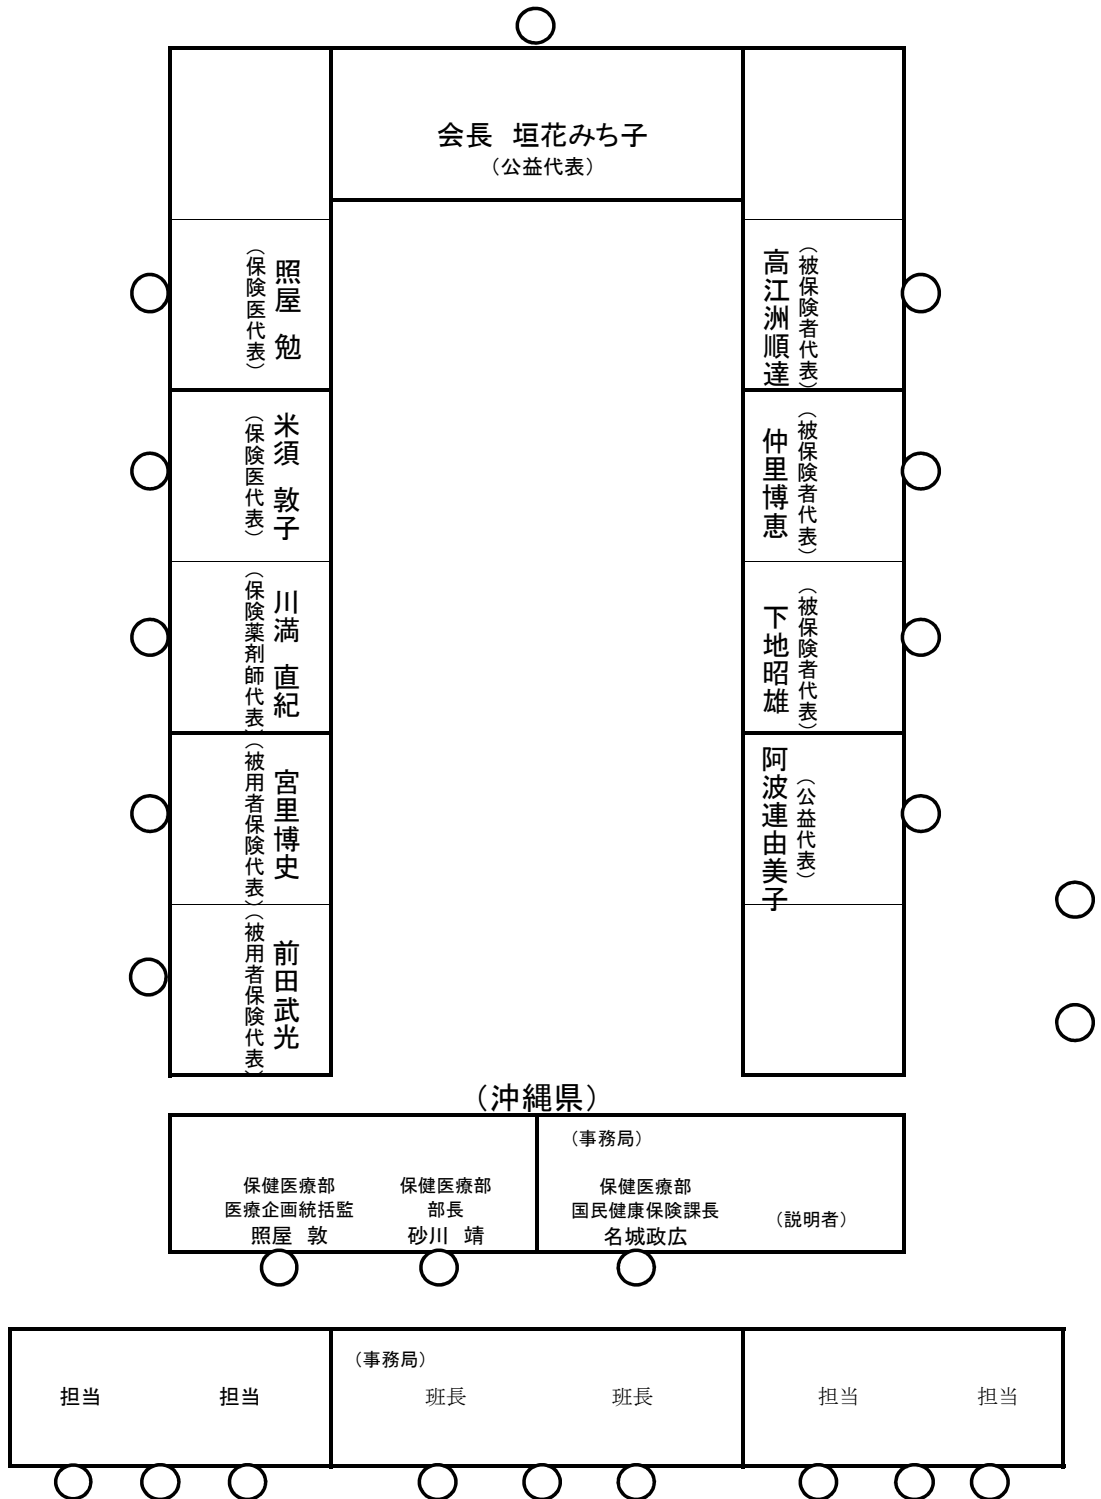 会長　垣花みち子
（公益代表）
照屋　勉
（保険医代表）
米須　敦子
（保険医代表）
川満　直紀
（保険薬剤師代表）
宮里博史
（被用者保険代表）
前田武光
（被用者保険代表）
（被保険者代表）
高江洲順達
（被保険者代表）
仲里博恵
（被保険者代表）
下地昭雄
（公益代表）
阿波連由美子
（沖縄県）
保健医療部
医療企画統括監
照屋　敦
保健医療部
部長
砂川　靖
（事務局）
保健医療部
国民健康保険課長
名城政広
（説明者）
担当
担当
（事務局）
班長
班長
担当
担当